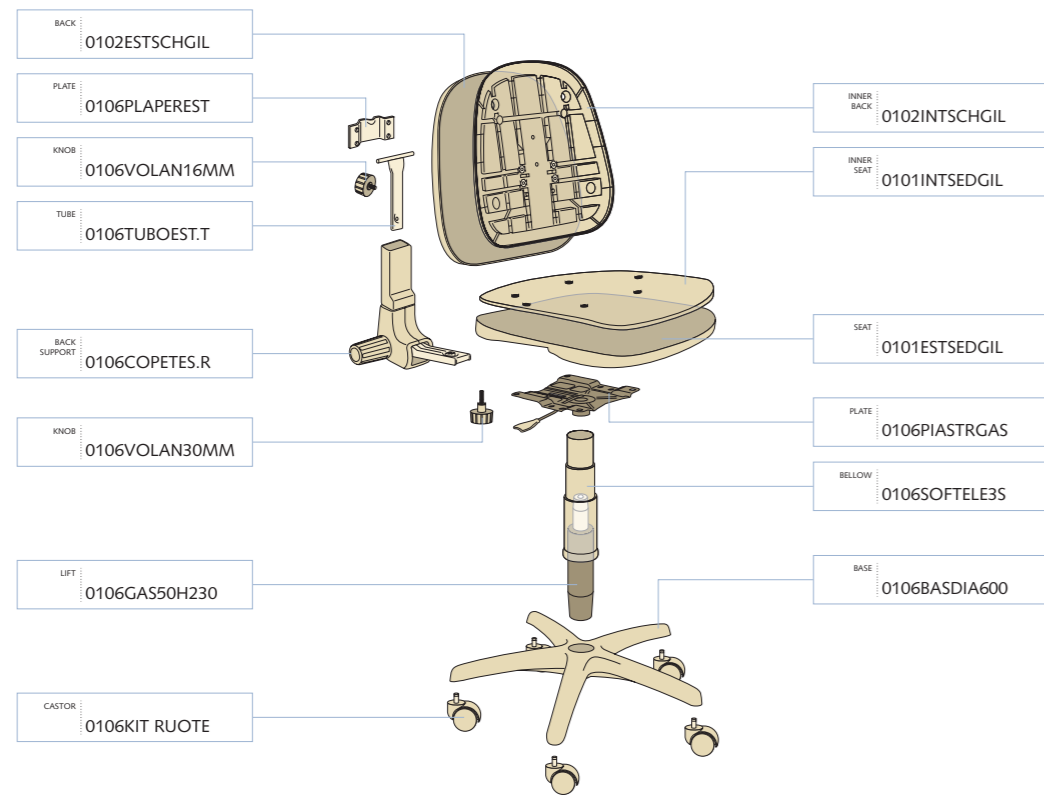 BACK
0102ESTSCHGIL
PLATE
0106PLAPEREST
KNOB
0106VOLAN16MM
TUBE
0106TUBOEST.T
BACK
SUPPORT
0106COPETES.R
KNOB
0106VOLAN30MM
LIFT
0106GAS50H230
CASTOR
0106KIT RUOTE
INNER
BACK
0102INTSCHGIL
INNER
SEAT
0101INTSEDGIL
SEAT
0101ESTSEDGIL
PLATE
0106PIASTRGAS
BELLOW
0106SOFTELE3S
BASE
0106BASDIA600